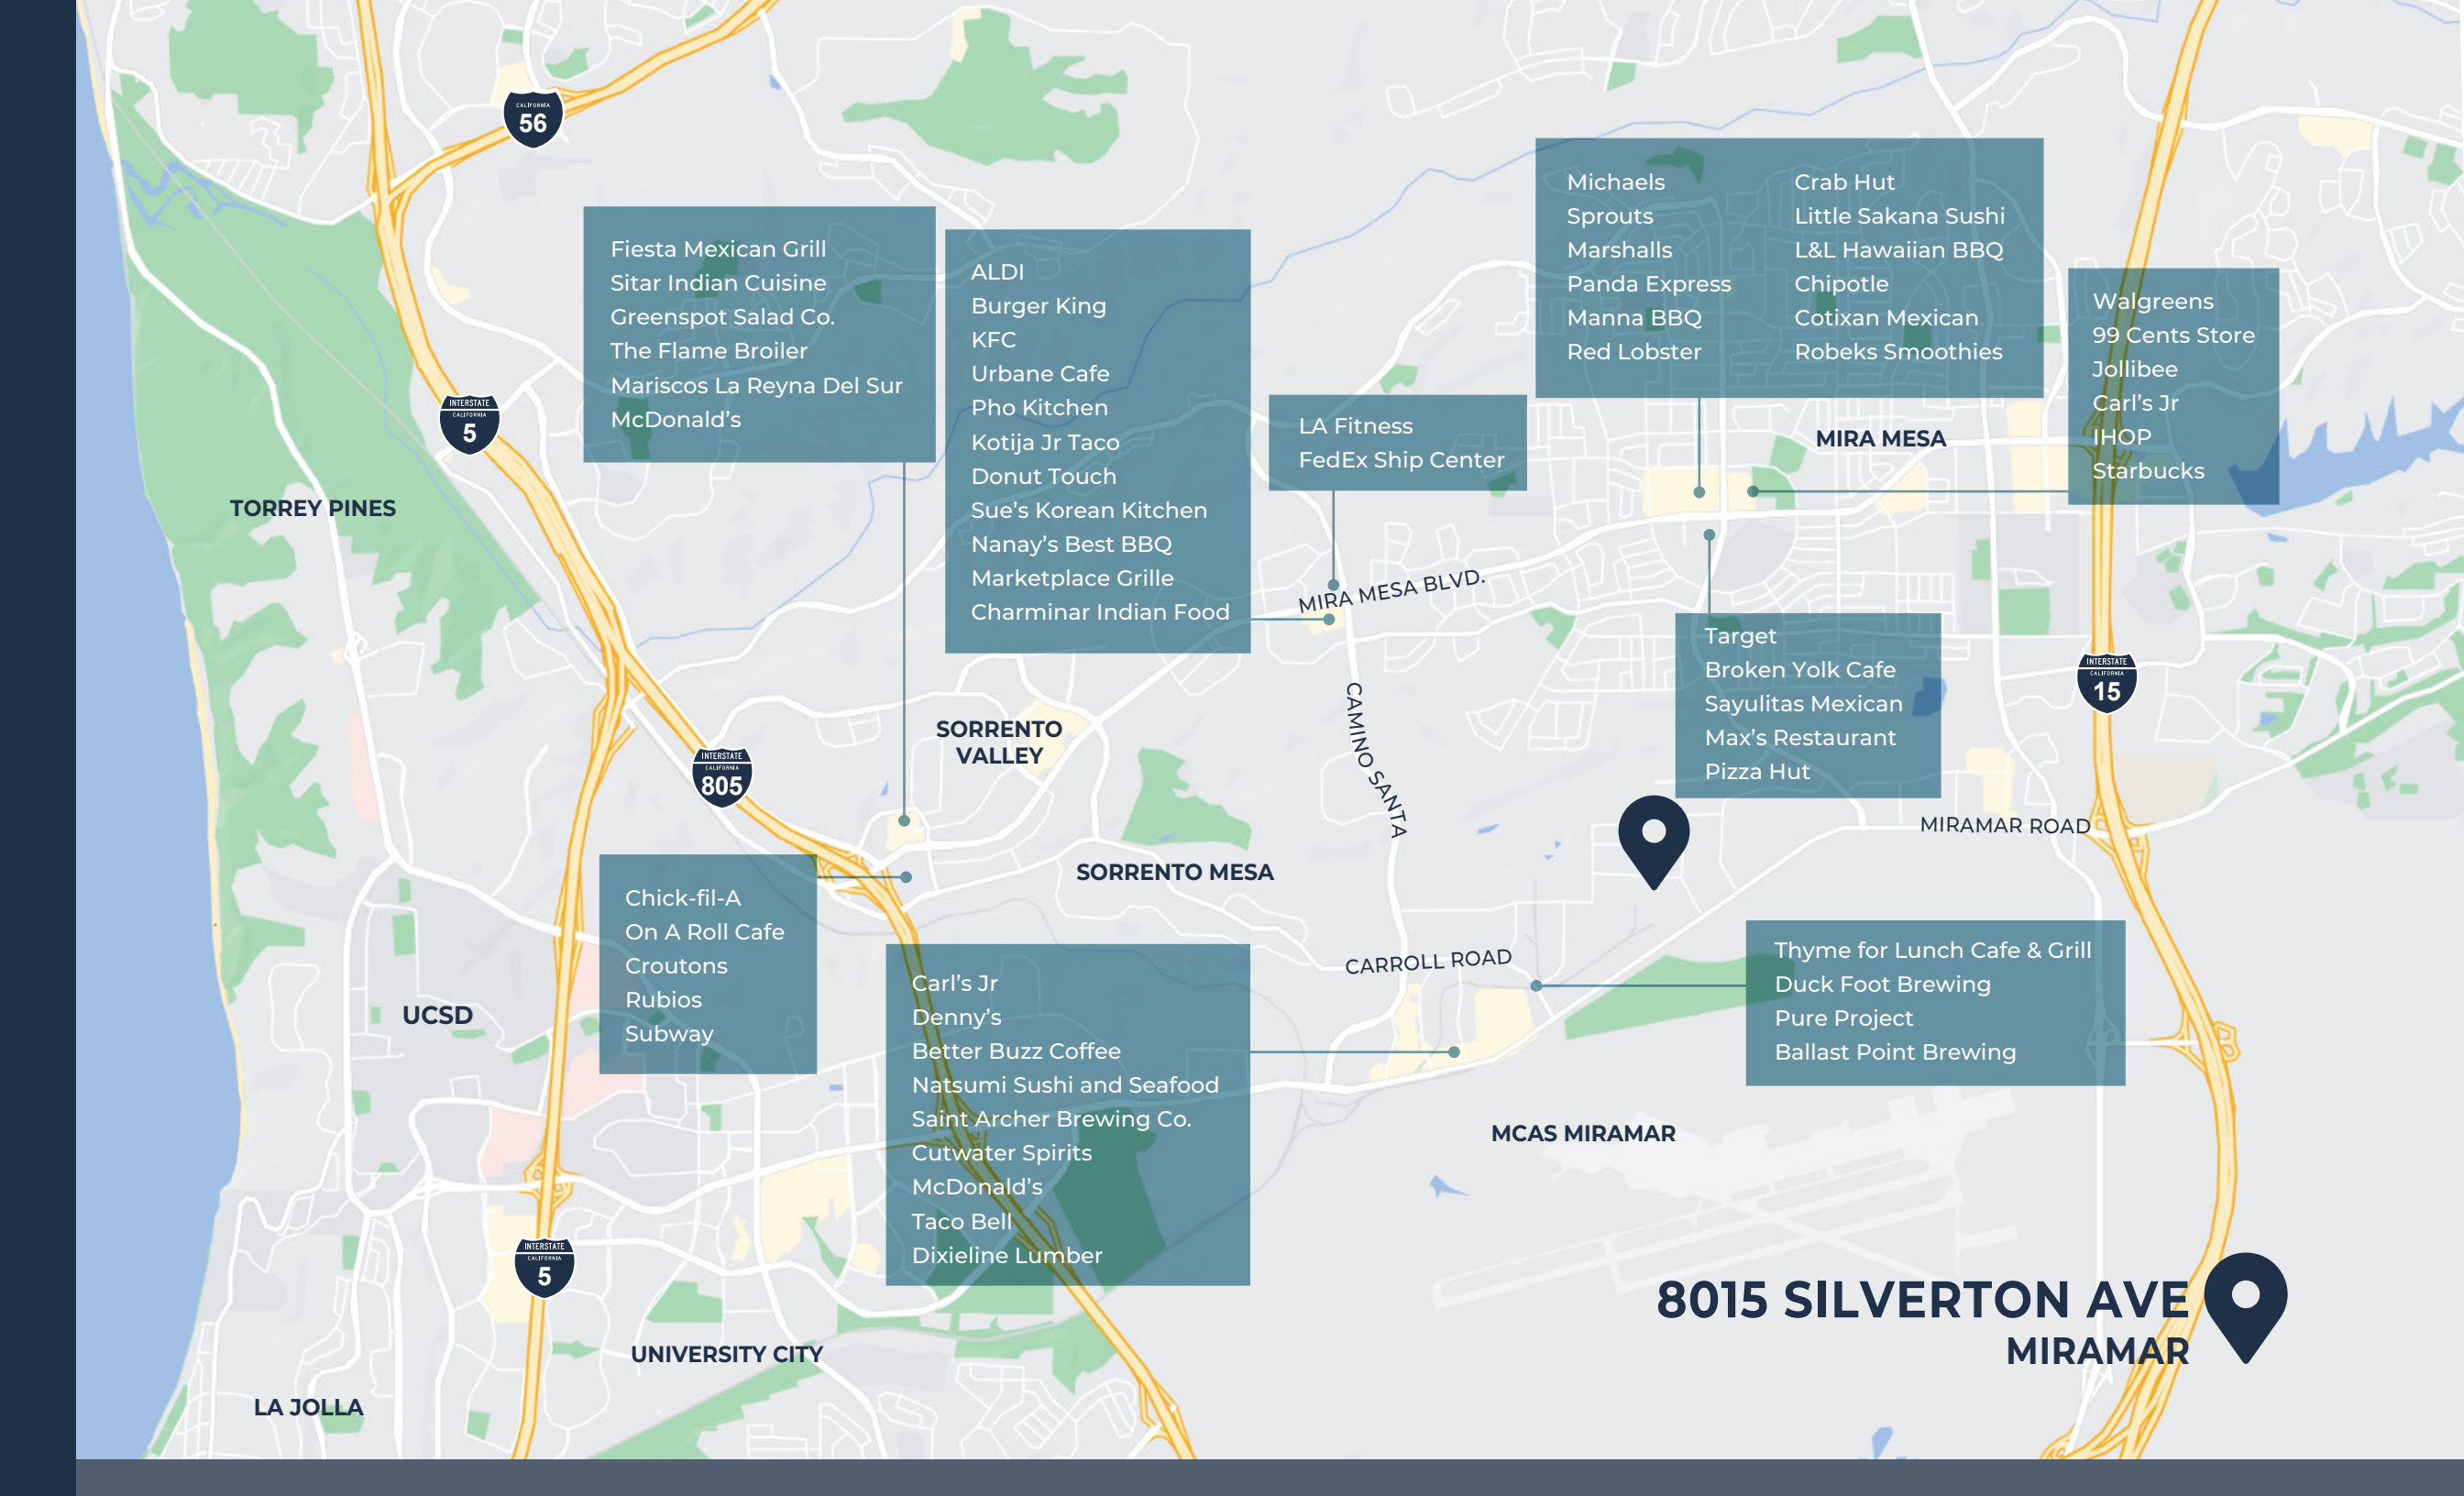 CALIFORNIA
56
Fiesta Mexican Grill
Sitar Indian Cuisine
Greenspot Salad Co.
The Flame Broiler
Mariscos La Reyna Del Sur
McDonald’s
ALDI
Burger King
KFC
Urbane Cafe
Pho Kitchen
Kotija Jr Taco
Donut Touch
Sue’s Korean Kitchen
Nanay’s Best BBQ
Marketplace Grille
Charminar Indian Food
LA Fitness
FedEx Ship Center
Michaels
Sprouts
Marshalls
Panda Express
Manna BBQ
Red Lobster
Crab Hut
Little Sakana Sushi
L&L Hawaiian BBQ
Chipotle
Cotixan Mexican
Robeks Smoothies
Walgreens
99 Cents Store
Jollibee
Carl’s Jr
IHOP
Starbucks
MIRA MESA
INTERSTATE
CALIFORNIA
5
TORREY PINES
MIRA MESA BLVD.
Target
Broken Yolk Cafe
Sayulitas Mexican
Max’s Restaurant
Pizza Hut
INTERSTATE
CALIFORNIA
15
CAMINO SANTA
SORRENTO
VALLEY
INTERSTATE
CALIFORNIA
805
MIRAMAR ROAD
SORRENTO MESA
Chick-fil-A
On A Roll Cafe
Croutons
Rubios
Subway
CARROLL ROAD
Thyme for Lunch Cafe & Grill
Duck Foot Brewing
Pure Project
Ballast Point Brewing
UCSD
Carl’s Jr
Denny’s
Better Buzz Coffee
Natsumi Sushi and Seafood
Saint Archer Brewing Co.
Cutwater Spirits
McDonald’s
Taco Bell
Dixieline Lumber
MCAS MIRAMAR
INTERSTATE
CALIFORNIA
5
8015 SILVERTON AVE
MIRAMAR
UNIVERSITY CITY
LA JOLLA